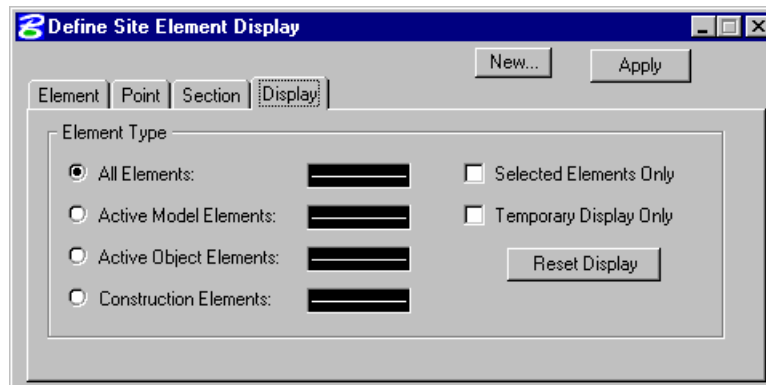 Define Site Element Display
New... Apply
Element Point Section Display
Element Type
All Elements: Selected Elements Only
Active Model Elements: Temporary Display Only
Active Object Elements: Reset Display
Construction Elements: